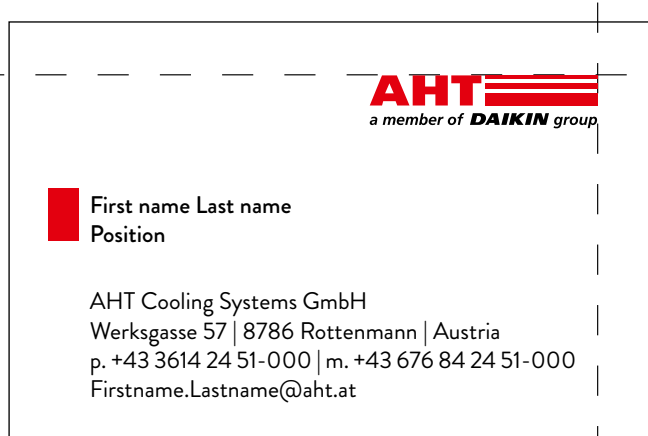 AHT
a member of DAIKIN group
First name Last name
Position
AHT Cooling Systems GmbH
Werksgasse 57 | 8786 Rottenmann | Austria
p. +43 3614 24 51-000 | m. +43 676 84 24 51-000
Firstname.Lastname@aht.at